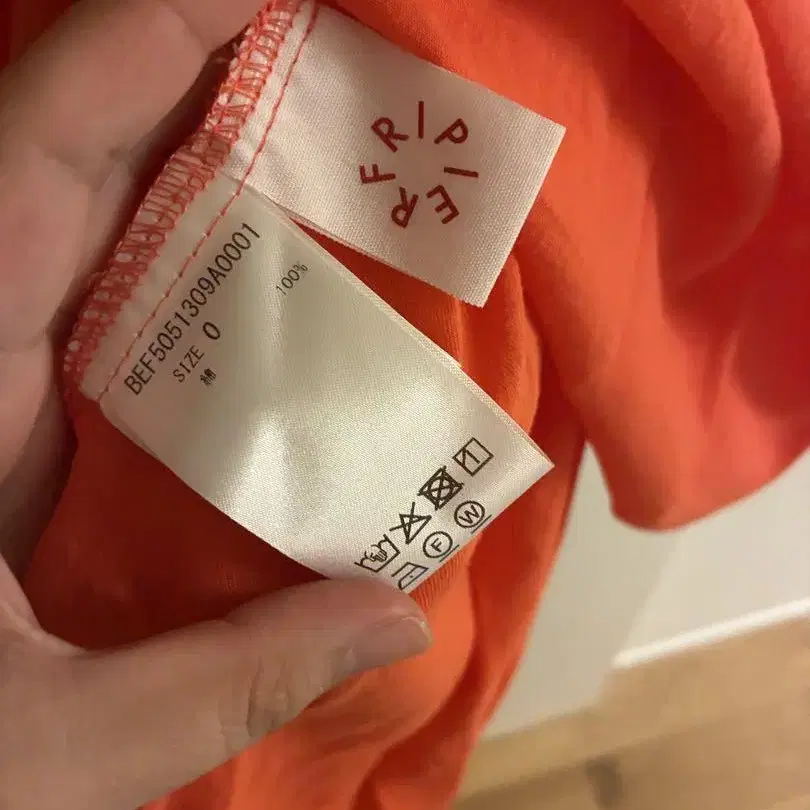 FRIPIER
BEF5051309A0001
SIZE 0
綿 100%
F W